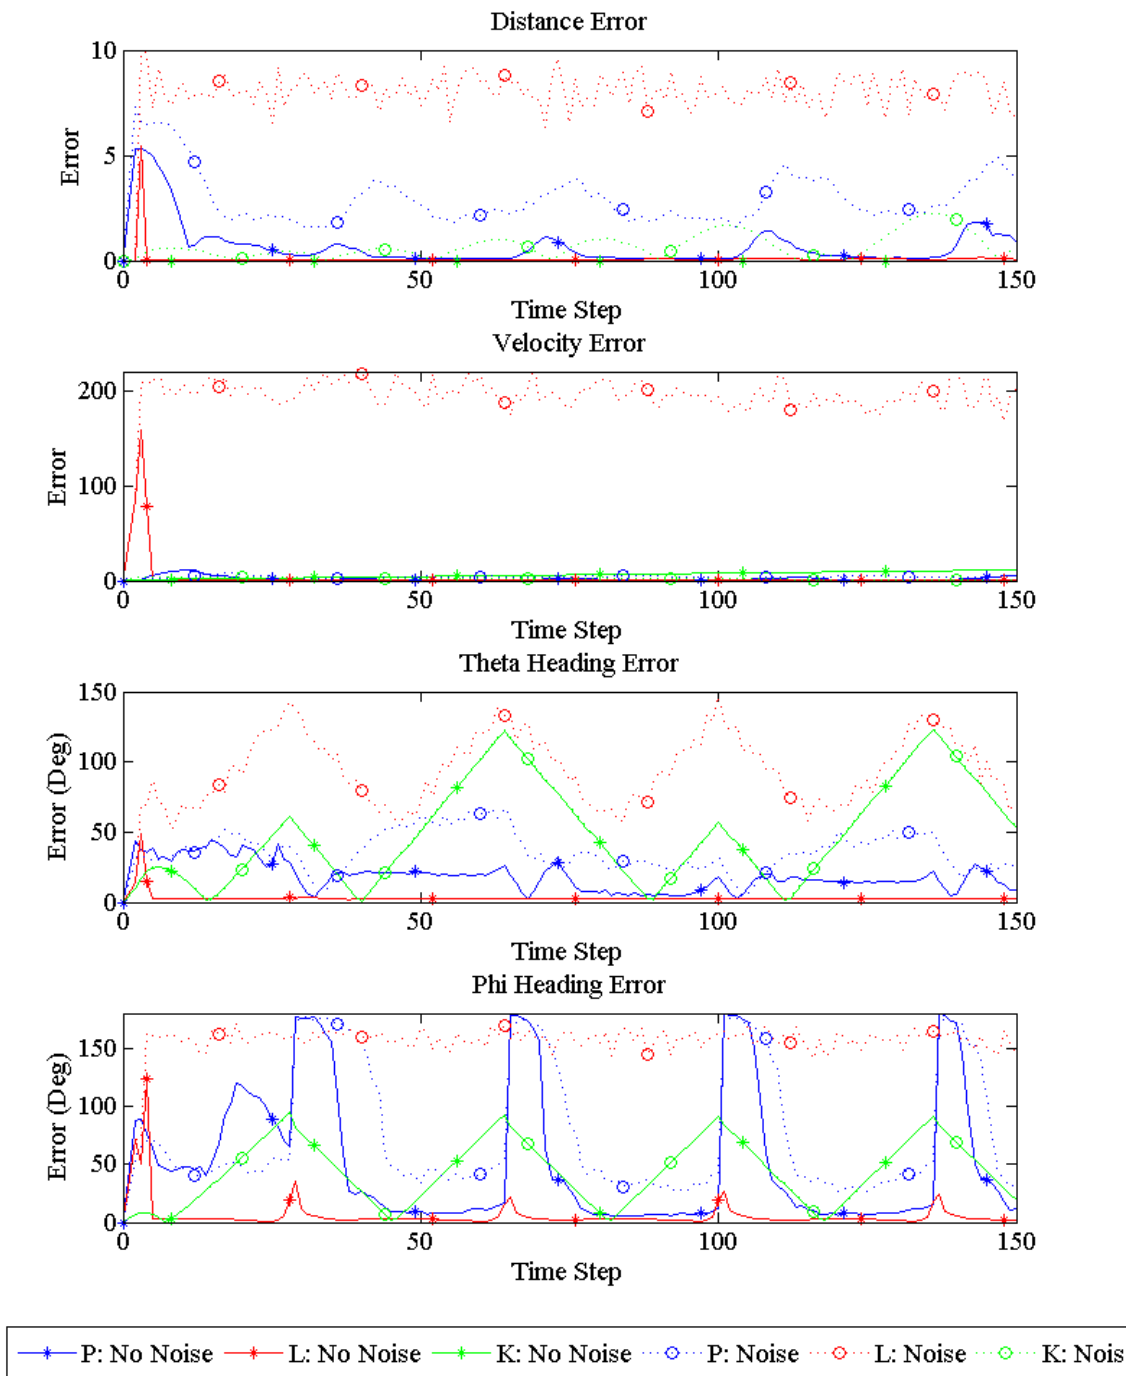 Distance Error
10
5
0
Error
0
50
100
150
Time Step
Velocity Error
200
100
0
Error
0
50
100
150
Time Step
Theta Heading Error
150
100
50
0
Error (Deg)
0
50
100
150
Time Step
Phi Heading Error
150
100
50
0
Error (Deg)
0
50
100
150
Time Step
P: No Noise L: No Noise K: No Noise P: Noise L: Noise K: Nois